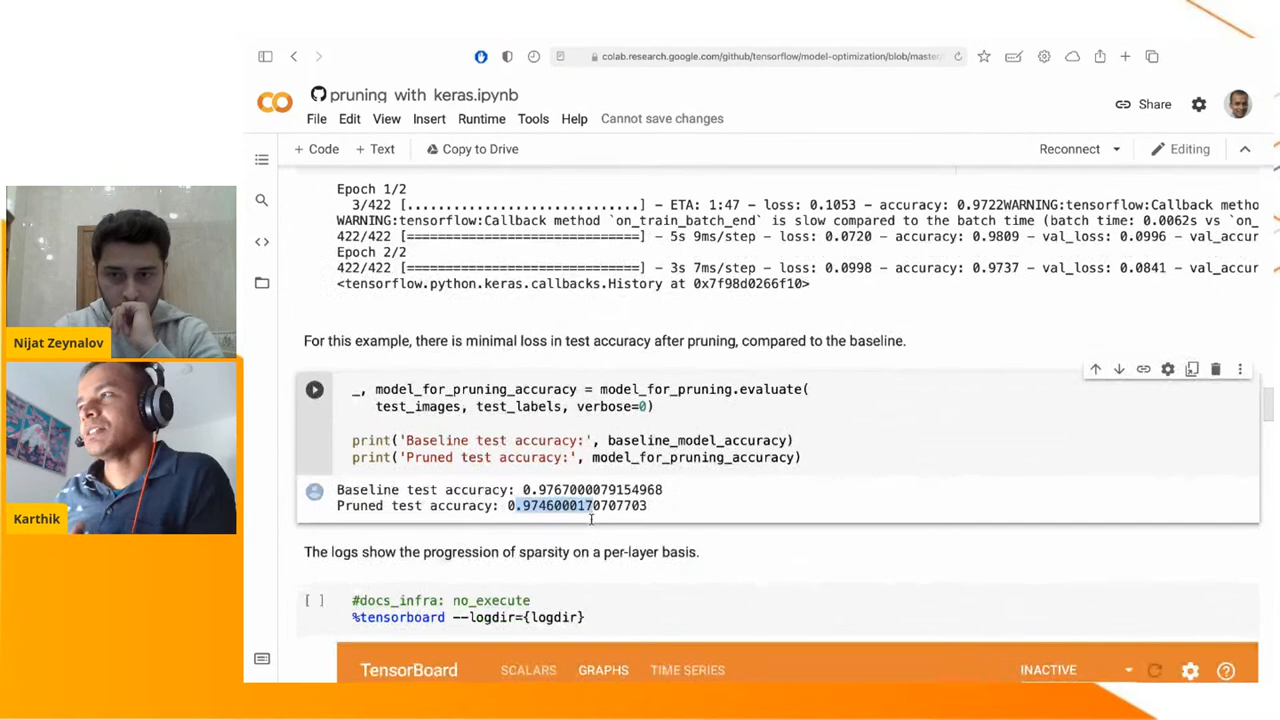 colab.research.google.com/github/tensorflow/model-optimization/blob/master/
pruning with keras.ipynb
Share
File Edit View Insert Runtime Tools Help Cannot save changes
+ Code + Text Copy to Drive
Reconnect Editing
Epoch 1/2
3/422 [..............................] - ETA: 1:47 - loss: 0.1053 - accuracy: 0.9722WARNING:tensorflow:Callback metho
WARNING:tensorflow:Callback method `on_train_batch_end` is slow compared to the batch time (batch time: 0.0062s vs `on_
422/422 [==============================] - 5s 9ms/step - loss: 0.0720 - accuracy: 0.9809 - val_loss: 0.0996 - val_accur
Epoch 2/2
422/422 [==============================] - 3s 7ms/step - loss: 0.0998 - accuracy: 0.9737 - val_loss: 0.0841 - val_accur
<tensorflow.python.keras.callbacks.History at 0x7f98d0266f10>
For this example, there is minimal loss in test accuracy after pruning, compared to the baseline.
_, model_for_pruning_accuracy = model_for_pruning.evaluate(
test_images, test_labels, verbose=0)
print('Baseline test accuracy:', baseline_model_accuracy)
print('Pruned test accuracy:', model_for_pruning_accuracy)
Baseline test accuracy: 0.9767000079154968
Pruned test accuracy: 0.9746000170707703
The logs show the progression of sparsity on a per-layer basis.
[ ] #docs_infra: no_execute
%tensorboard --logdir={logdir}
TensorBoard SCALARS GRAPHS TIME SERIES INACTIVE
Nijat Zeynalov
Karthik